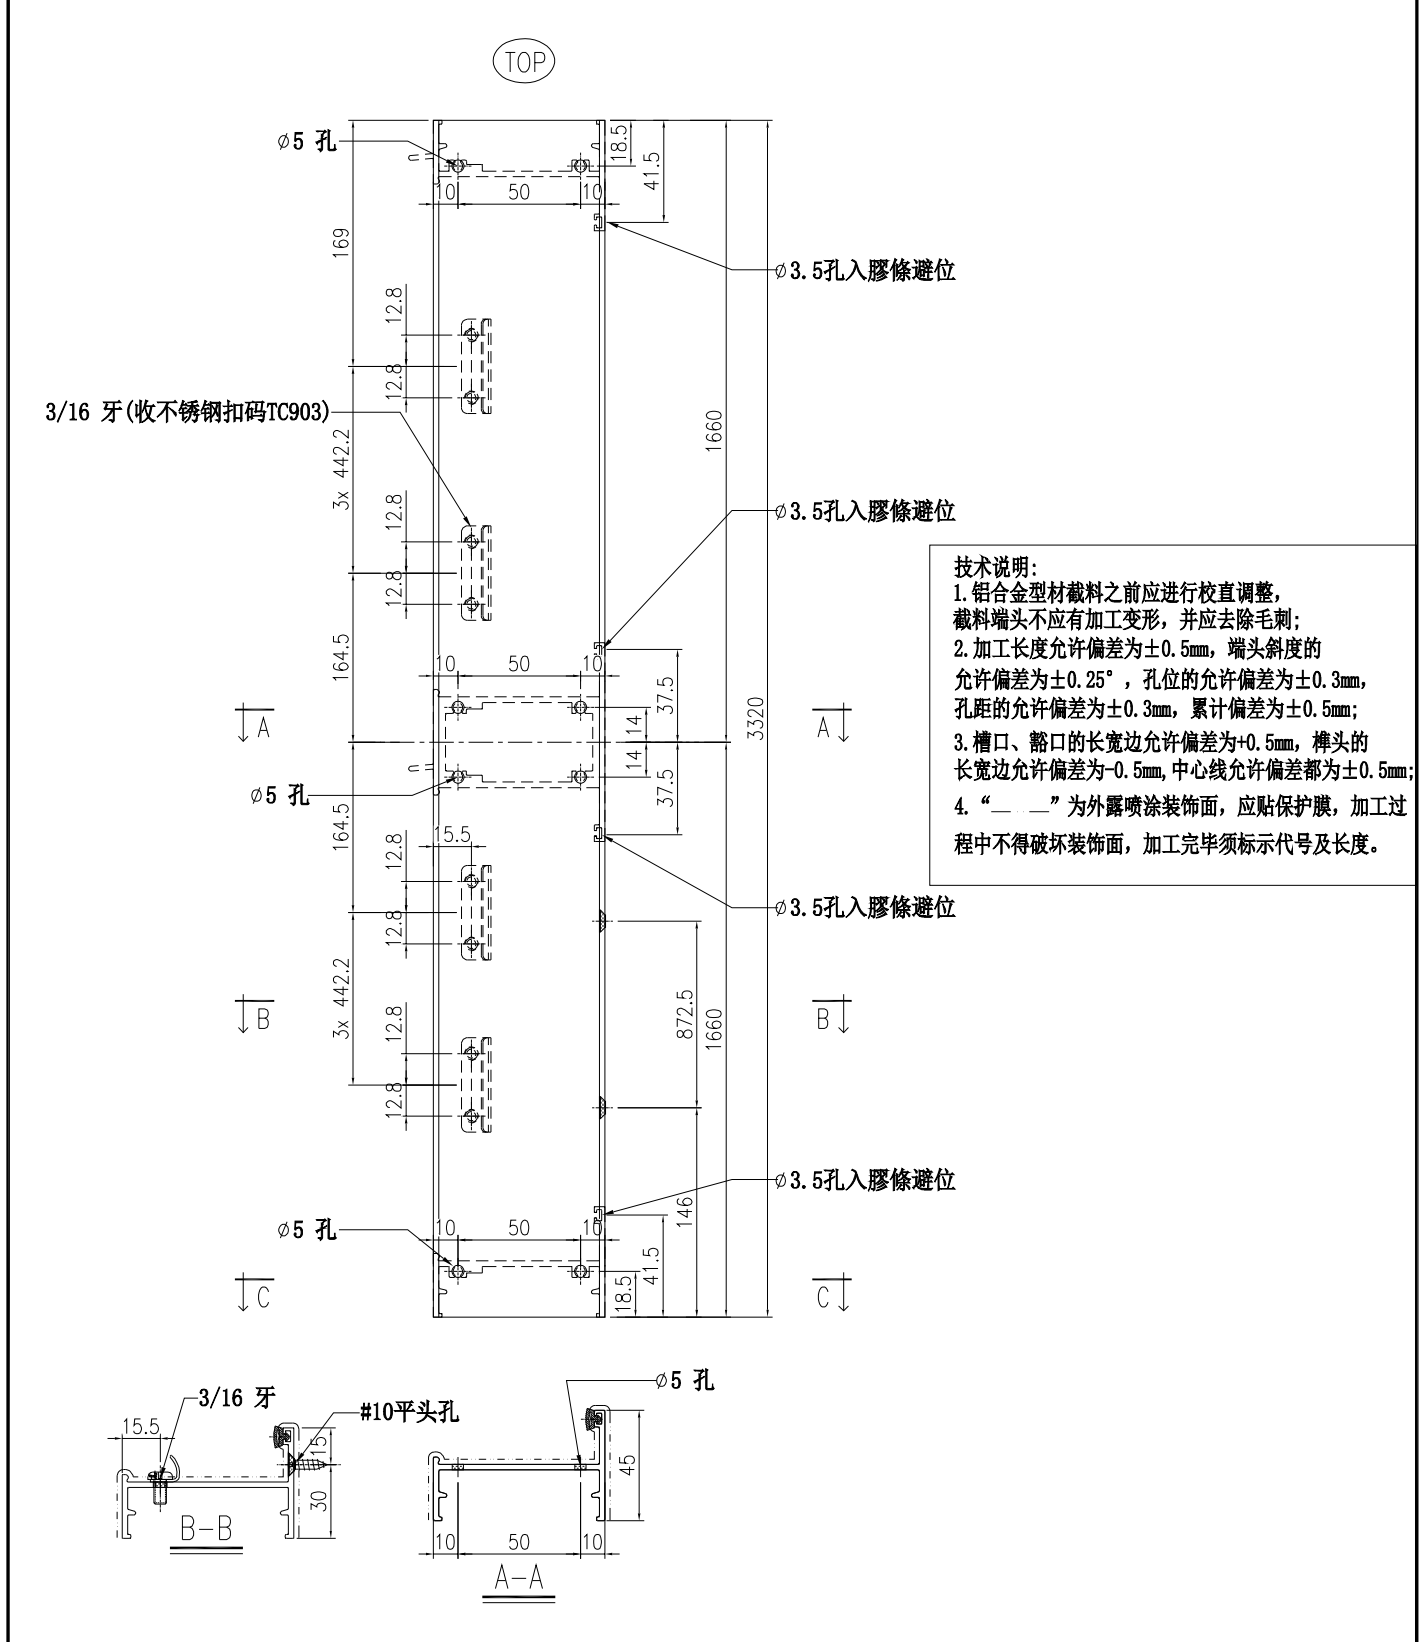 TOP
ø5 孔
18.5
41.5
10
50
10
169
ø3.5孔入膠條避位
12.8
12.8
3/16 牙(收不锈钢扣码TC903)
1660
3x 442.2
12.8
12.8
ø3.5孔入膠條避位
技术说明:
1.铝合金型材截料之前应进行校直调整，
截料端头不应有加工变形，并应去除毛刺;
2.加工长度允许偏差为±0.5mm，端头斜度的
允许偏差为±0.25°，孔位的允许偏差为±0.3mm，
孔距的允许偏差为±0.3mm，累计偏差为±0.5mm;
3.槽口、豁口的长宽边允许偏差为+0.5mm，榫头的
长宽边允许偏差为-0.5mm,中心线允许偏差都为±0.5mm;
4.“__ __”为外露喷涂装饰面，应贴保护膜，加工过
程中不得破坏装饰面，加工完毕须标示代号及长度。
164.5
10
50
10
37.5
3320
A
14
A
14
37.5
ø5 孔
164.5
15.5
12.8
12.8
ø3.5孔入膠條避位
3x 442.2
872.5
1660
B
B
12.8
12.8
ø3.5孔入膠條避位
146
ø5 孔
10
50
10
41.5
18.5
C
C
3/16 牙
#10平头孔
15.5
15
30
B-B
ø5 孔
45
10
50
10
A-A